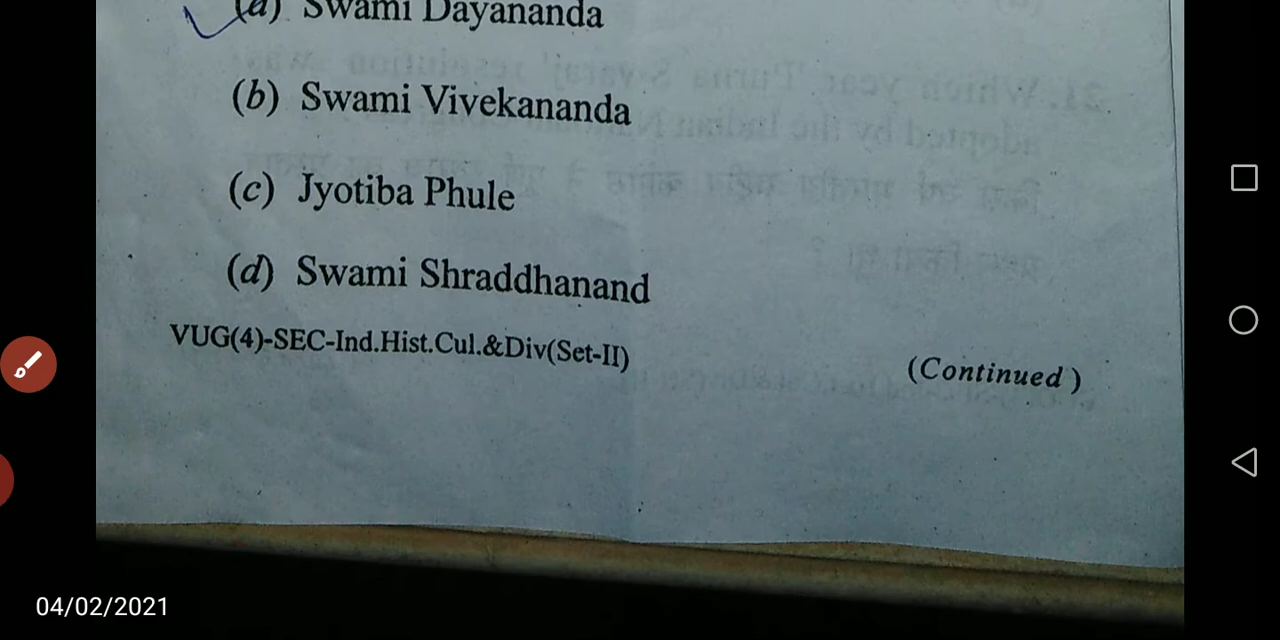 (a) Swami Dayananda
(b) Swami Vivekananda
(c) Jyotiba Phule
(d) Swami Shraddhanand
VUG(4)-SEC-Ind.Hist.Cul.&Div(Set-II)
(Continued)
04/02/2021